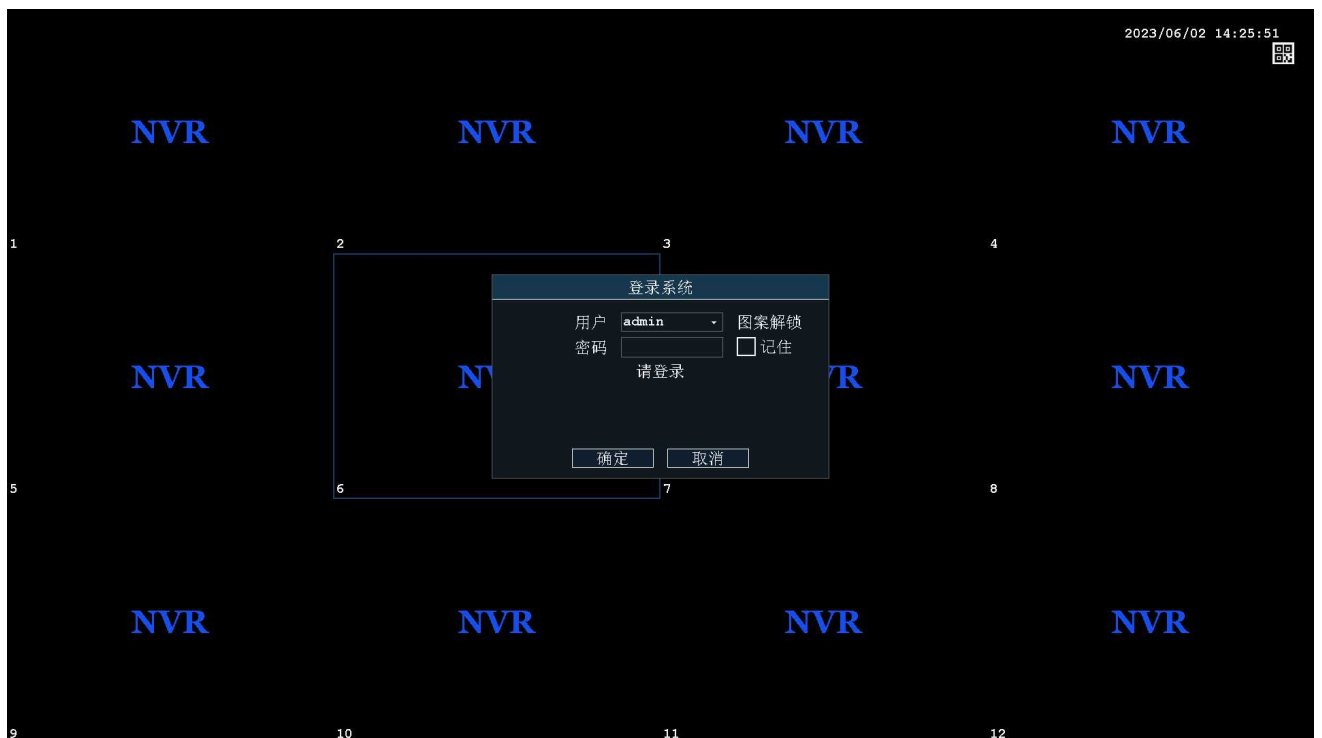 2023/06/02 14:25:51
NVR NVR NVR NVR
1 2 3 4
登录系统
用户 admin 图案解锁
密码 记住
NVR NVR
请登录
确定 取消
5 6 7 8
NVR NVR NVR NVR
9 10 11 12